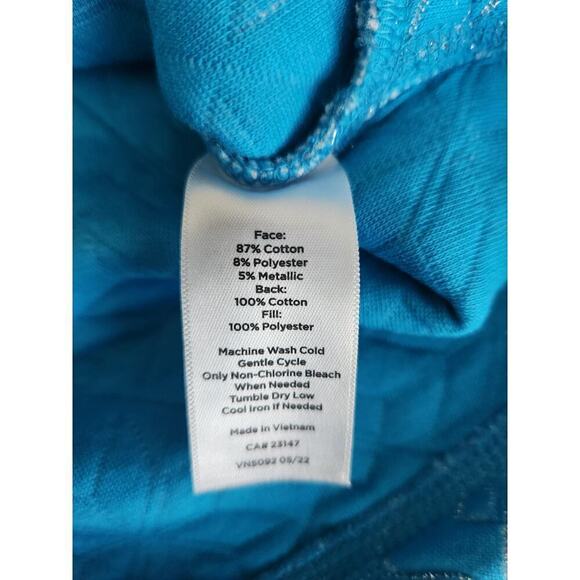 Face:
87% Cotton
8% Polyester
5% Metallic
Back:
100% Cotton
Fill:
100% Polyester
Machine Wash Cold
Gentle Cycle
Only Non-Chlorine Bleach
When Needed
Tumble Dry Low
Cool Iron If Needed
Made in Vietnam
CA# 23147
VN5092 05/22